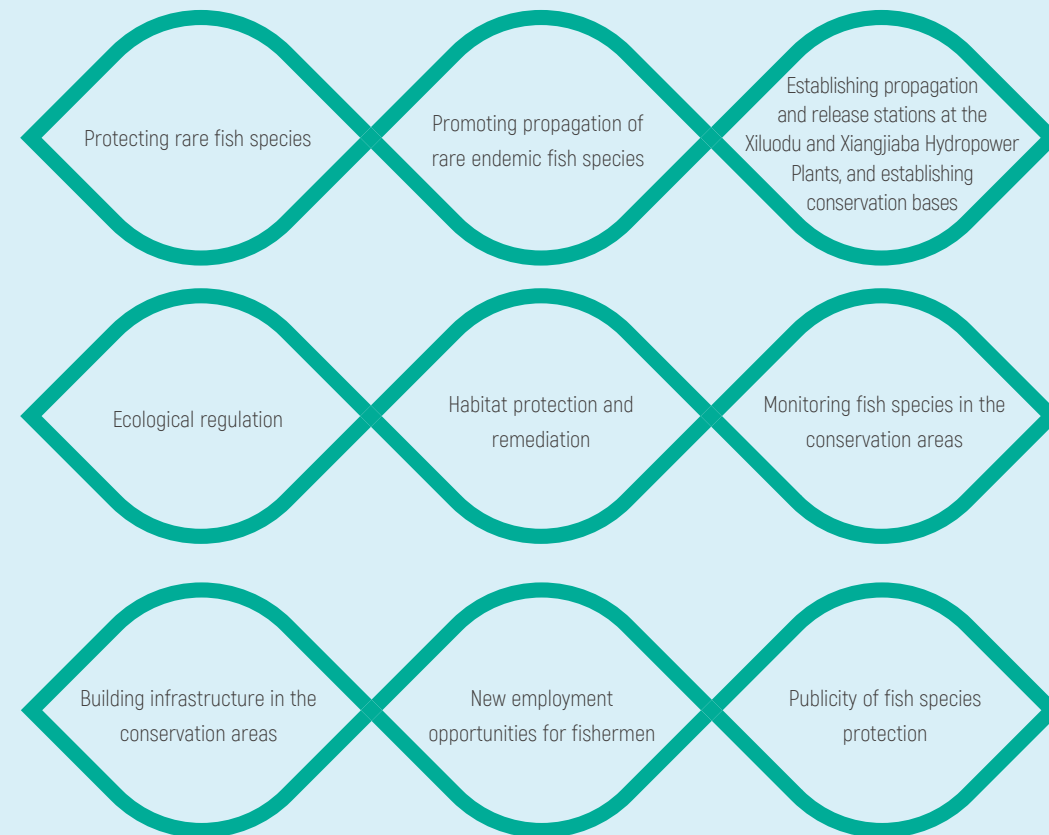 Protecting rare fish species
Promoting propagation of
rare endemic fish species
Establishing propagation
and release stations at the
Xiluodu and Xiangjiaba Hydropower
Plants, and establishing
conservation bases
Ecological regulation
Habitat protection and
remediation
Monitoring fish species in the
conservation areas
Building infrastructure in the
conservation areas
New employment
opportunities for fishermen
Publicity of fish species
protection